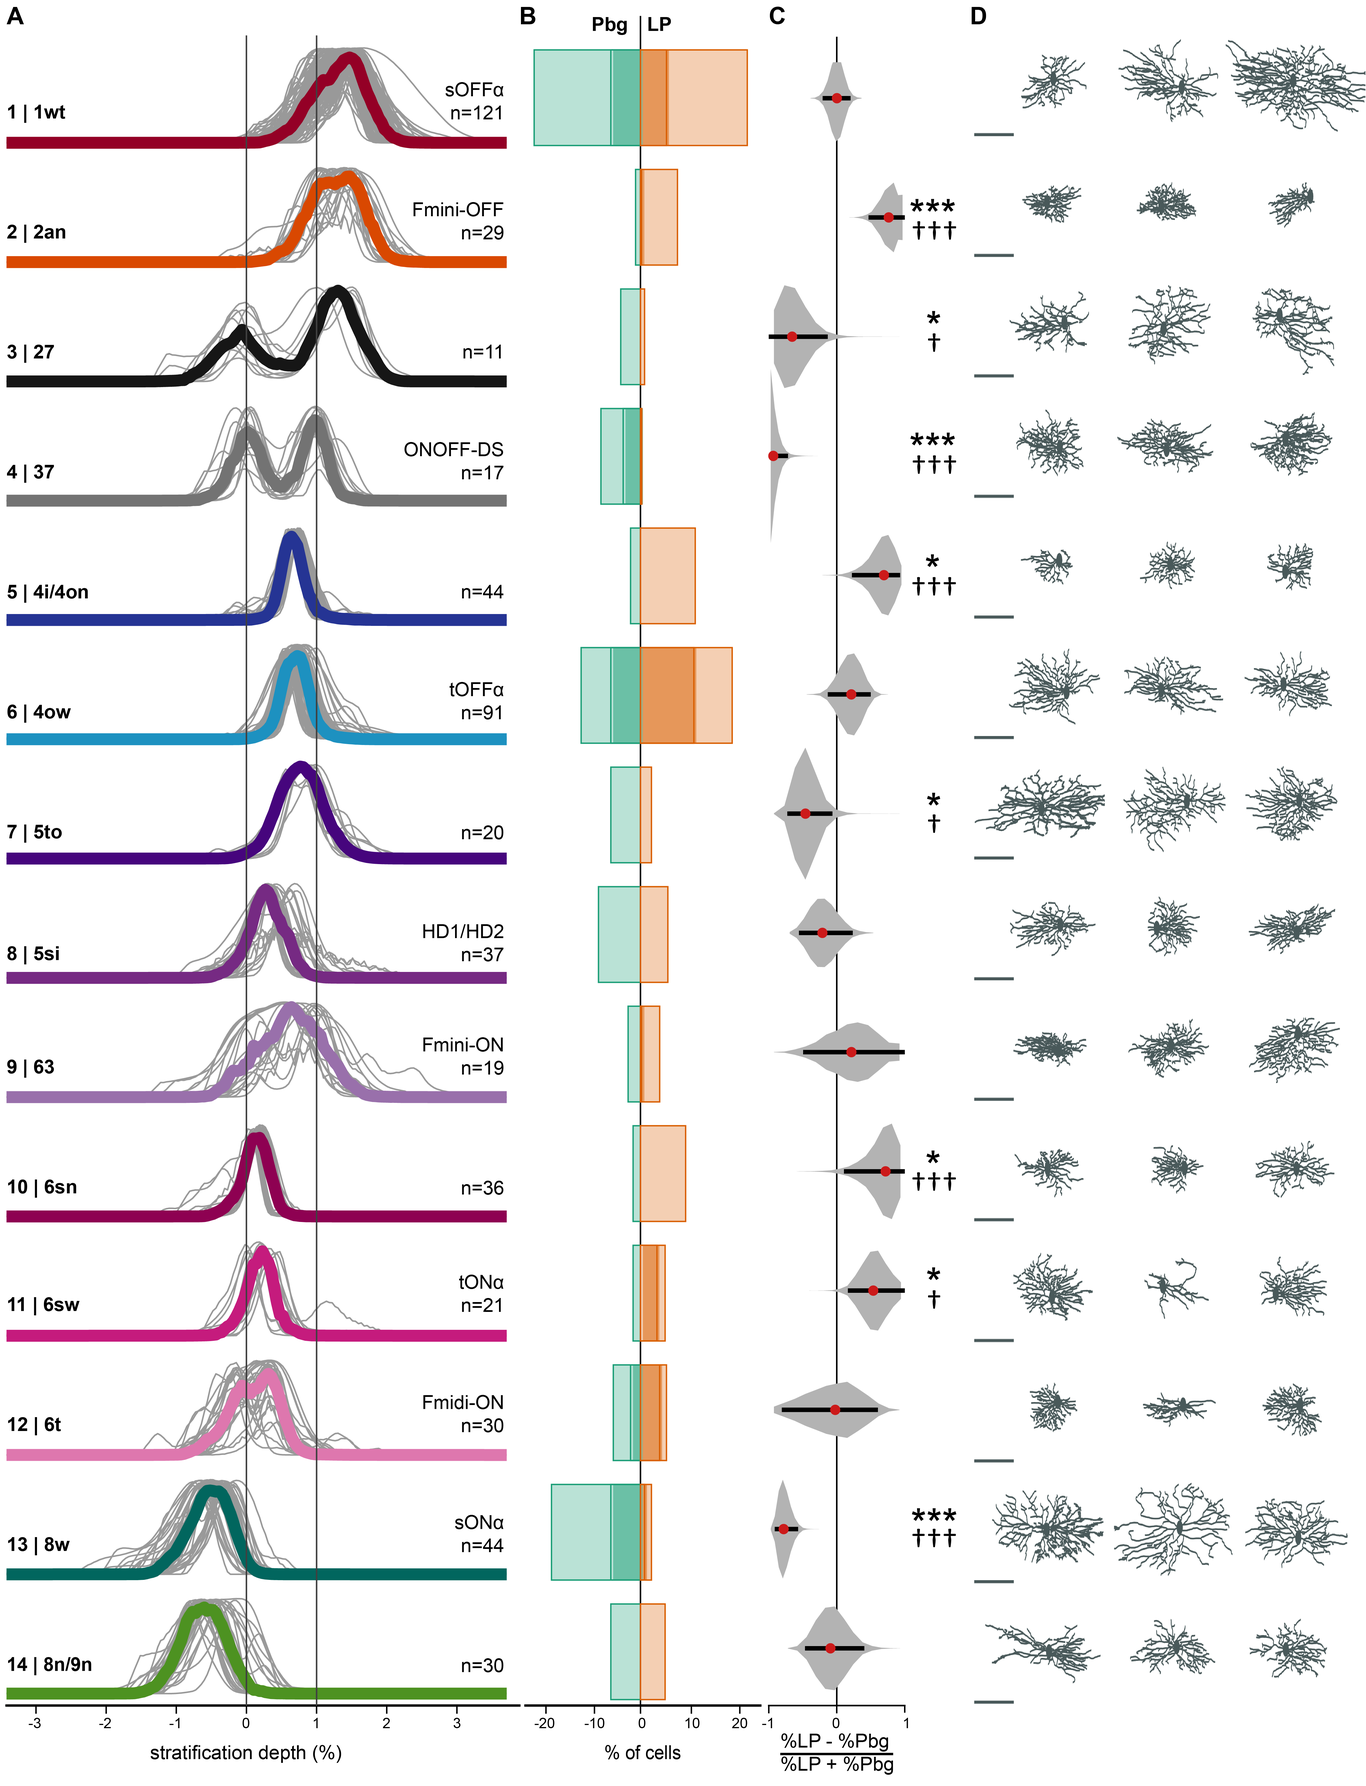 A
B
C
D
Pbg
LP
sOFFα
n=121
1 | 1wt
Fmini-OFF
n=29
2 | 2an
***
†††
3 | 27
n=11
*
†
ONOFF-DS
n=17
4 | 37
***
†††
5 | 4i/4on
n=44
*
†††
tOFFα
n=91
6 | 4ow
7 | 5to
n=20
*
†
HD1/HD2
n=37
8 | 5si
Fmini-ON
n=19
9 | 63
10 | 6sn
n=36
*
†††
tONα
n=21
11 | 6sw
*
†
Fmidi-ON
n=30
12 | 6t
sONα
n=44
13 | 8w
***
†††
14 | 8n/9n
n=30
-3 -2 -1 0 1 2 3
stratification depth (%)
-20 -10 0 10 20
% of cells
-1 0 1
%LP - %Pbg
%LP + %Pbg